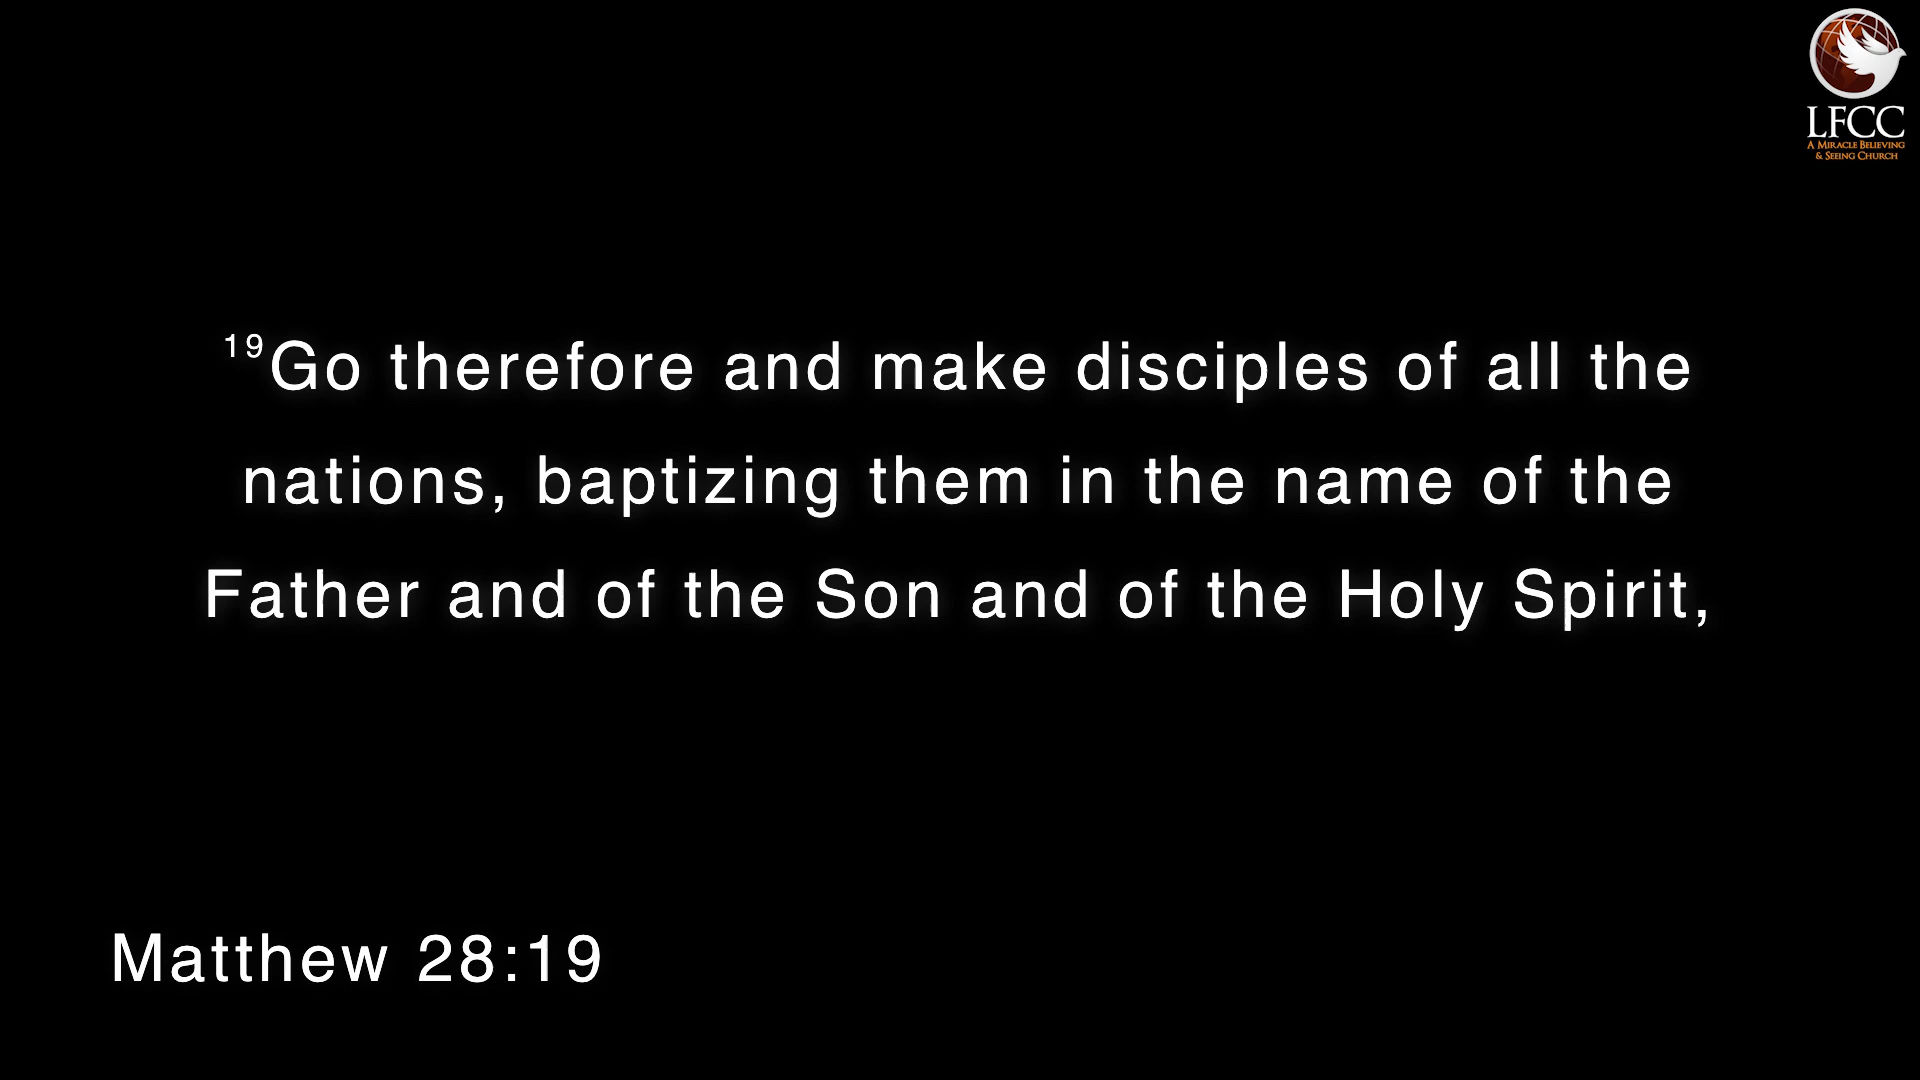 LFCC
A Miracle Believing
& Seeing Church
19Go therefore and make disciples of all the
nations, baptizing them in the name of the
Father and of the Son and of the Holy Spirit,
Matthew 28:19